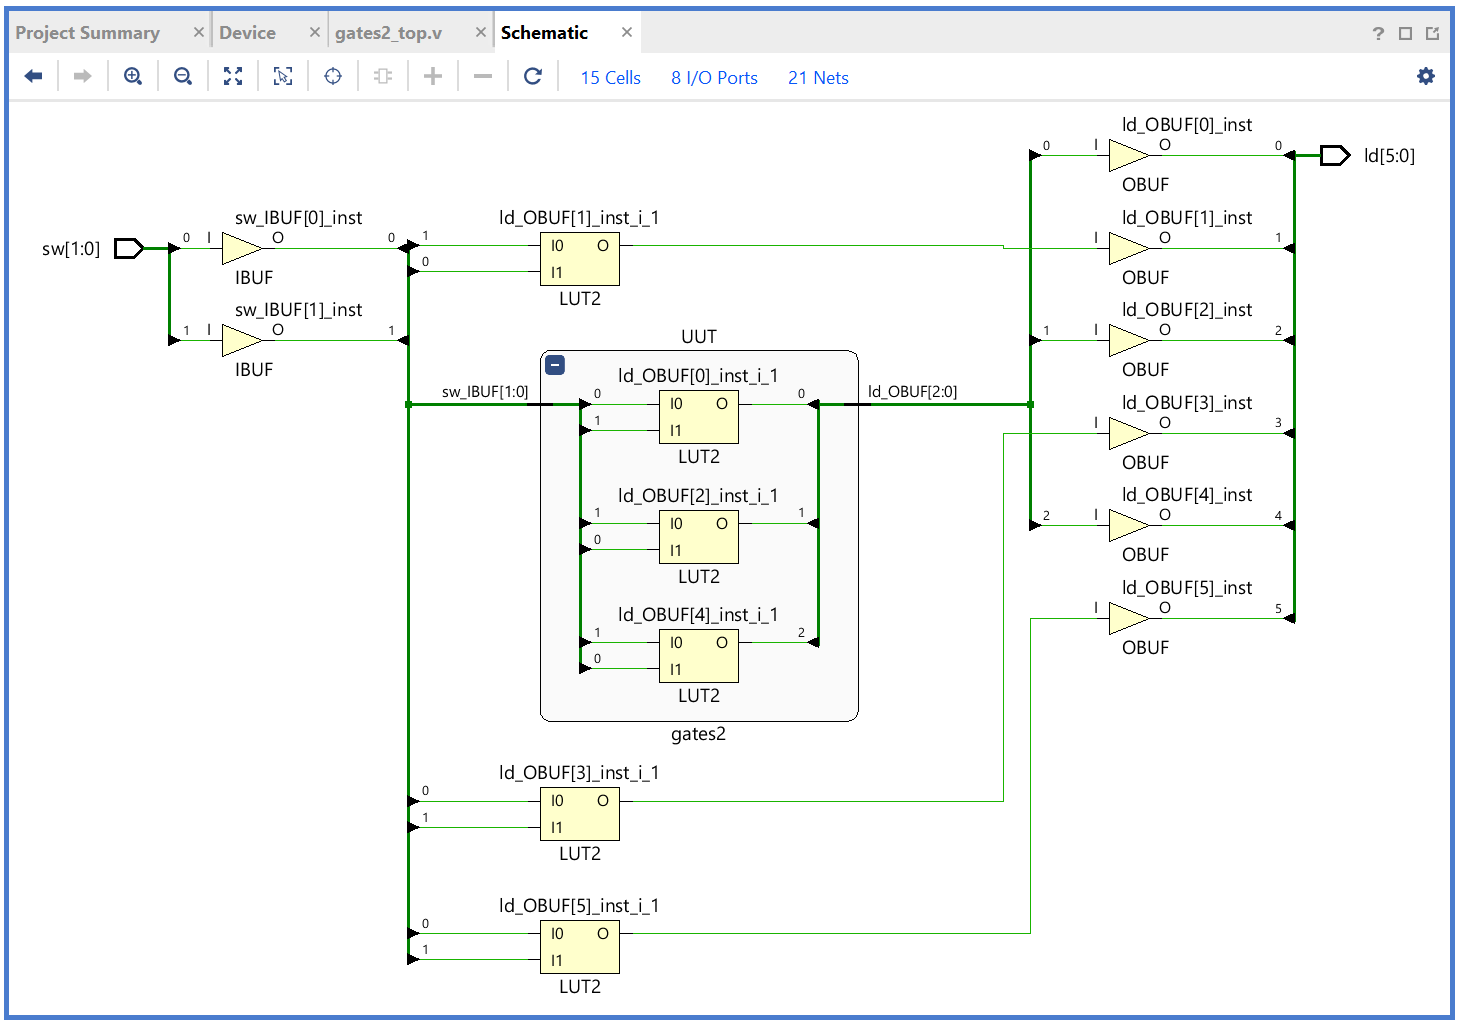 Project Summary × Device × gates2_top.v × Schematic × ?
15 Cells 8 I/O Ports 21 Nets
sw[1:0]
0 I O 0
sw_IBUF[0]_inst
IBUF
1 I O 1
sw_IBUF[1]_inst
IBUF
ld_OBUF[1]_inst_i_1
1 I0 O
0 I1
LUT2
UUT
sw_IBUF[1:0]
ld_OBUF[0]_inst_i_1
0 I0 O 0
1 I1
LUT2
ld_OBUF[2]_inst_i_1
1 I0 O 1
0 I1
LUT2
ld_OBUF[4]_inst_i_1
1 I0 O 2
0 I1
LUT2
gates2
ld_OBUF[2:0]
ld_OBUF[3]_inst_i_1
0 I0 O
1 I1
LUT2
ld_OBUF[5]_inst_i_1
0 I0 O
1 I1
LUT2
ld_OBUF[0]_inst
0 I O 0
OBUF
ld_OBUF[1]_inst
I O 1
OBUF
ld_OBUF[2]_inst
1 I O 2
OBUF
ld_OBUF[3]_inst
I O 3
OBUF
ld_OBUF[4]_inst
2 I O 4
OBUF
ld_OBUF[5]_inst
I O 5
OBUF
ld[5:0]